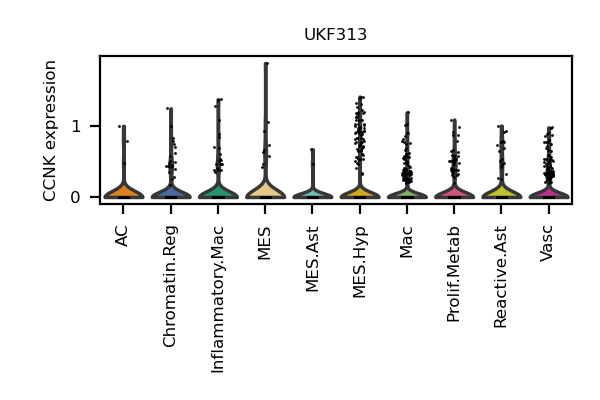 UKF313
CCNK expression
1
0
AC
Chromatin.Reg
Inflammatory.Mac
MES
MES.Ast
MES.Hyp
Mac
Prolif.Metab
Reactive.Ast
Vasc